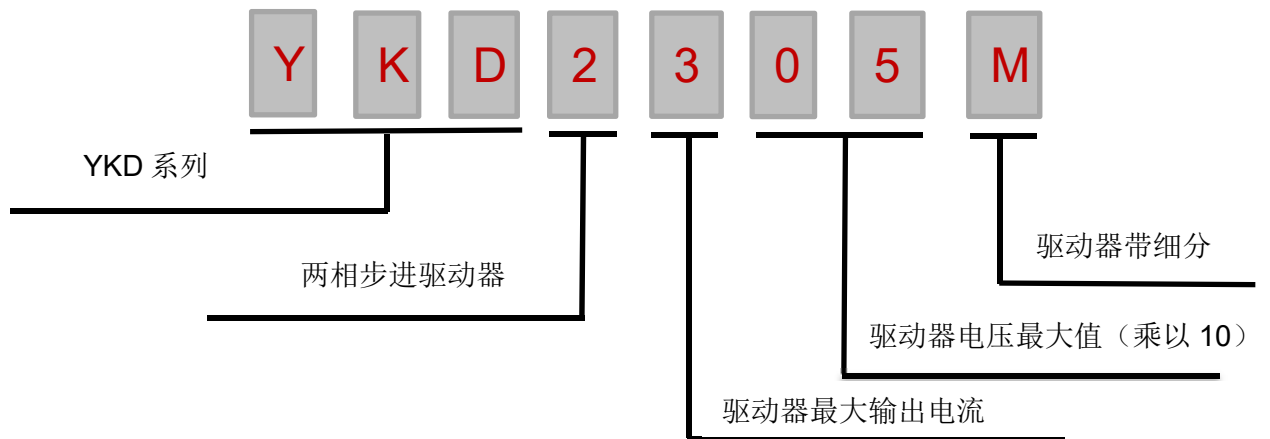 Y K D 2 3 0 5 M
YKD 系列
驱动器带细分
两相步进驱动器
驱动器电压最大值（乘以 10）
驱动器最大输出电流